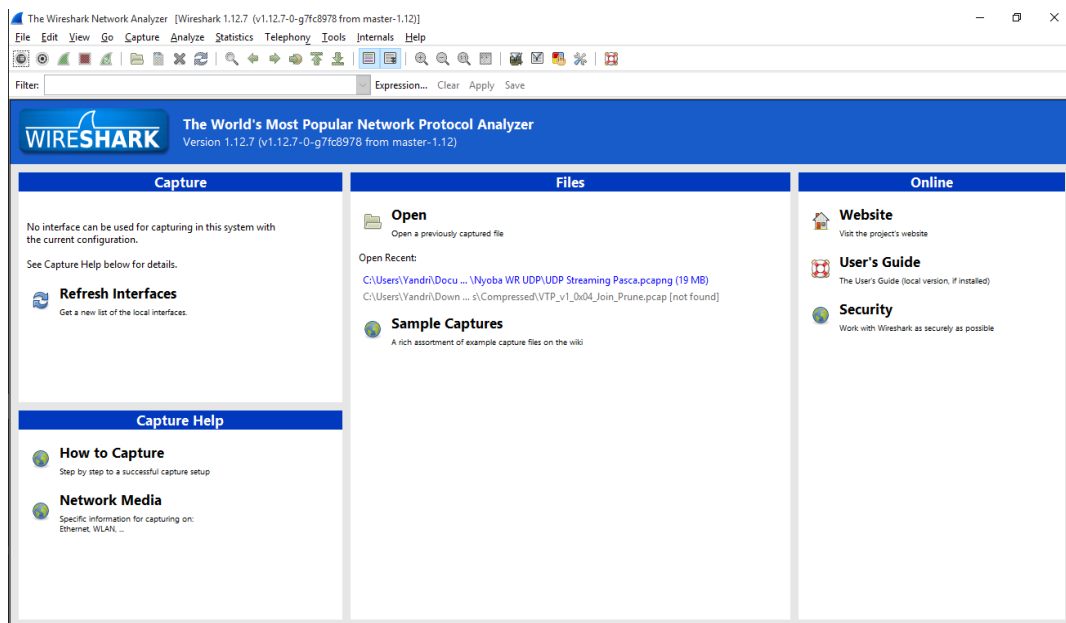 The Wireshark Network Analyzer [Wireshark 1.12.7 (v1.12.7-0-g7fc8978 from master-1.12)]
File Edit View Go Capture Analyze Statistics Telephony Tools Internals Help
Filter: Expression... Clear Apply Save
WIRESHARK
The World's Most Popular Network Protocol Analyzer
Version 1.12.7 (v1.12.7-0-g7fc8978 from master-1.12)
Capture
No interface can be used for capturing in this system with
the current configuration.
See Capture Help below for details.
Refresh Interfaces
Get a new list of the local interfaces.
Capture Help
How to Capture
Step by step to a successful capture setup
Network Media
Specific information for capturing on:
Ethernet, WLAN, ...
Files
Open
Open a previously captured file
Open Recent:
C:\Users\Yandri\Docu ... \Nyoba WR UDP\UDP Streaming Pasca.pcapng (19 MB)
C:\Users\Yandri\Down ... s\Compressed\VTP_v1_0x04_Join_Prune.pcap [not found]
Sample Captures
A rich assortment of example capture files on the wiki
Online
Website
Visit the project's website
User's Guide
The User's Guide (local version, if installed)
Security
Work with Wireshark as securely as possible